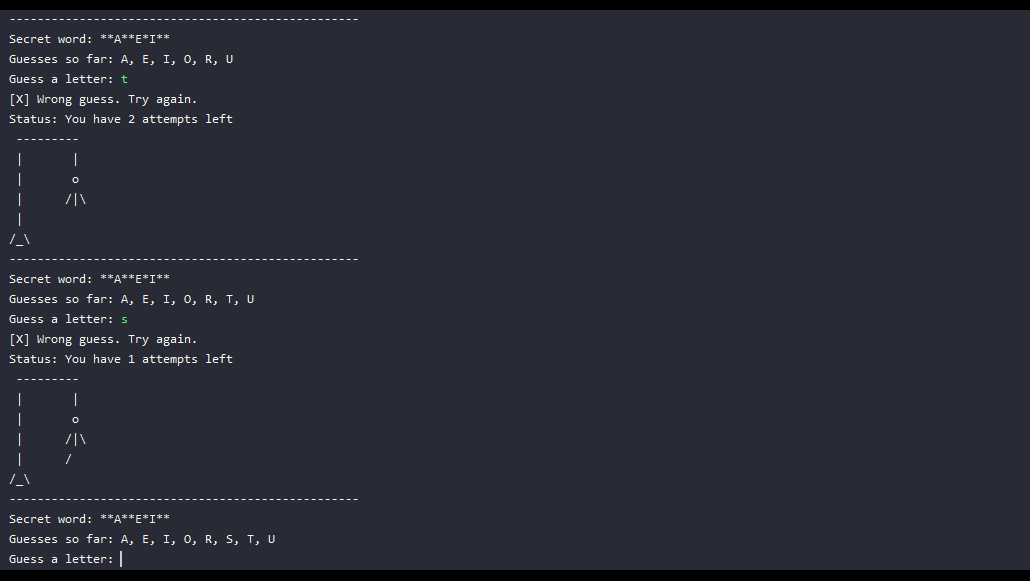 --------------------------------------------------
Secret word: **A**E*I**
Guesses so far: A, E, I, O, R, U
Guess a letter: t
[X] Wrong guess. Try again.
Status: You have 2 attempts left
 ---------
 |       |
 |       o
 |      /|\
 |
/_\
--------------------------------------------------
Secret word: **A**E*I**
Guesses so far: A, E, I, O, R, T, U
Guess a letter: s
[X] Wrong guess. Try again.
Status: You have 1 attempts left
 ---------
 |       |
 |       o
 |      /|\
 |      /
/_\
--------------------------------------------------
Secret word: **A**E*I**
Guesses so far: A, E, I, O, R, S, T, U
Guess a letter: